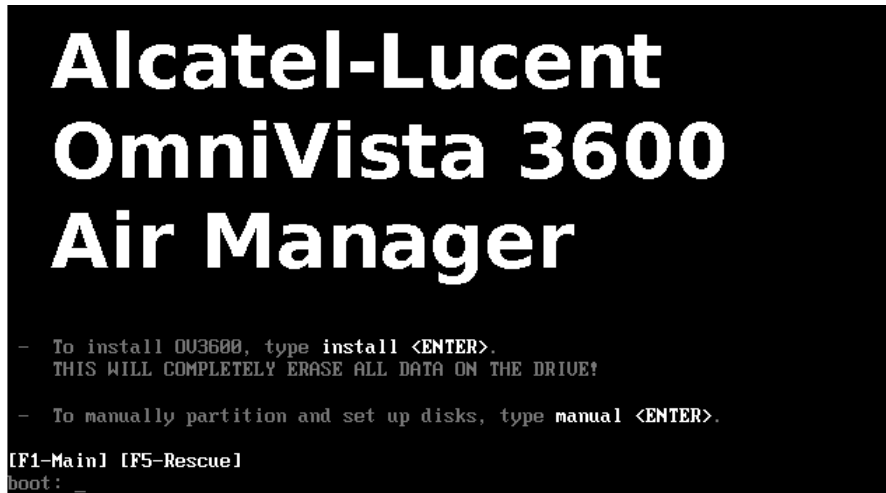 Alcatel-Lucent
OmniVista 3600
Air Manager
- To install OV3600, type install <ENTER>.
THIS WILL COMPLETELY ERASE ALL DATA ON THE DRIVE!
- To manually partition and set up disks, type manual <ENTER>.
[F1-Main] [F5-Rescue]
boot: _